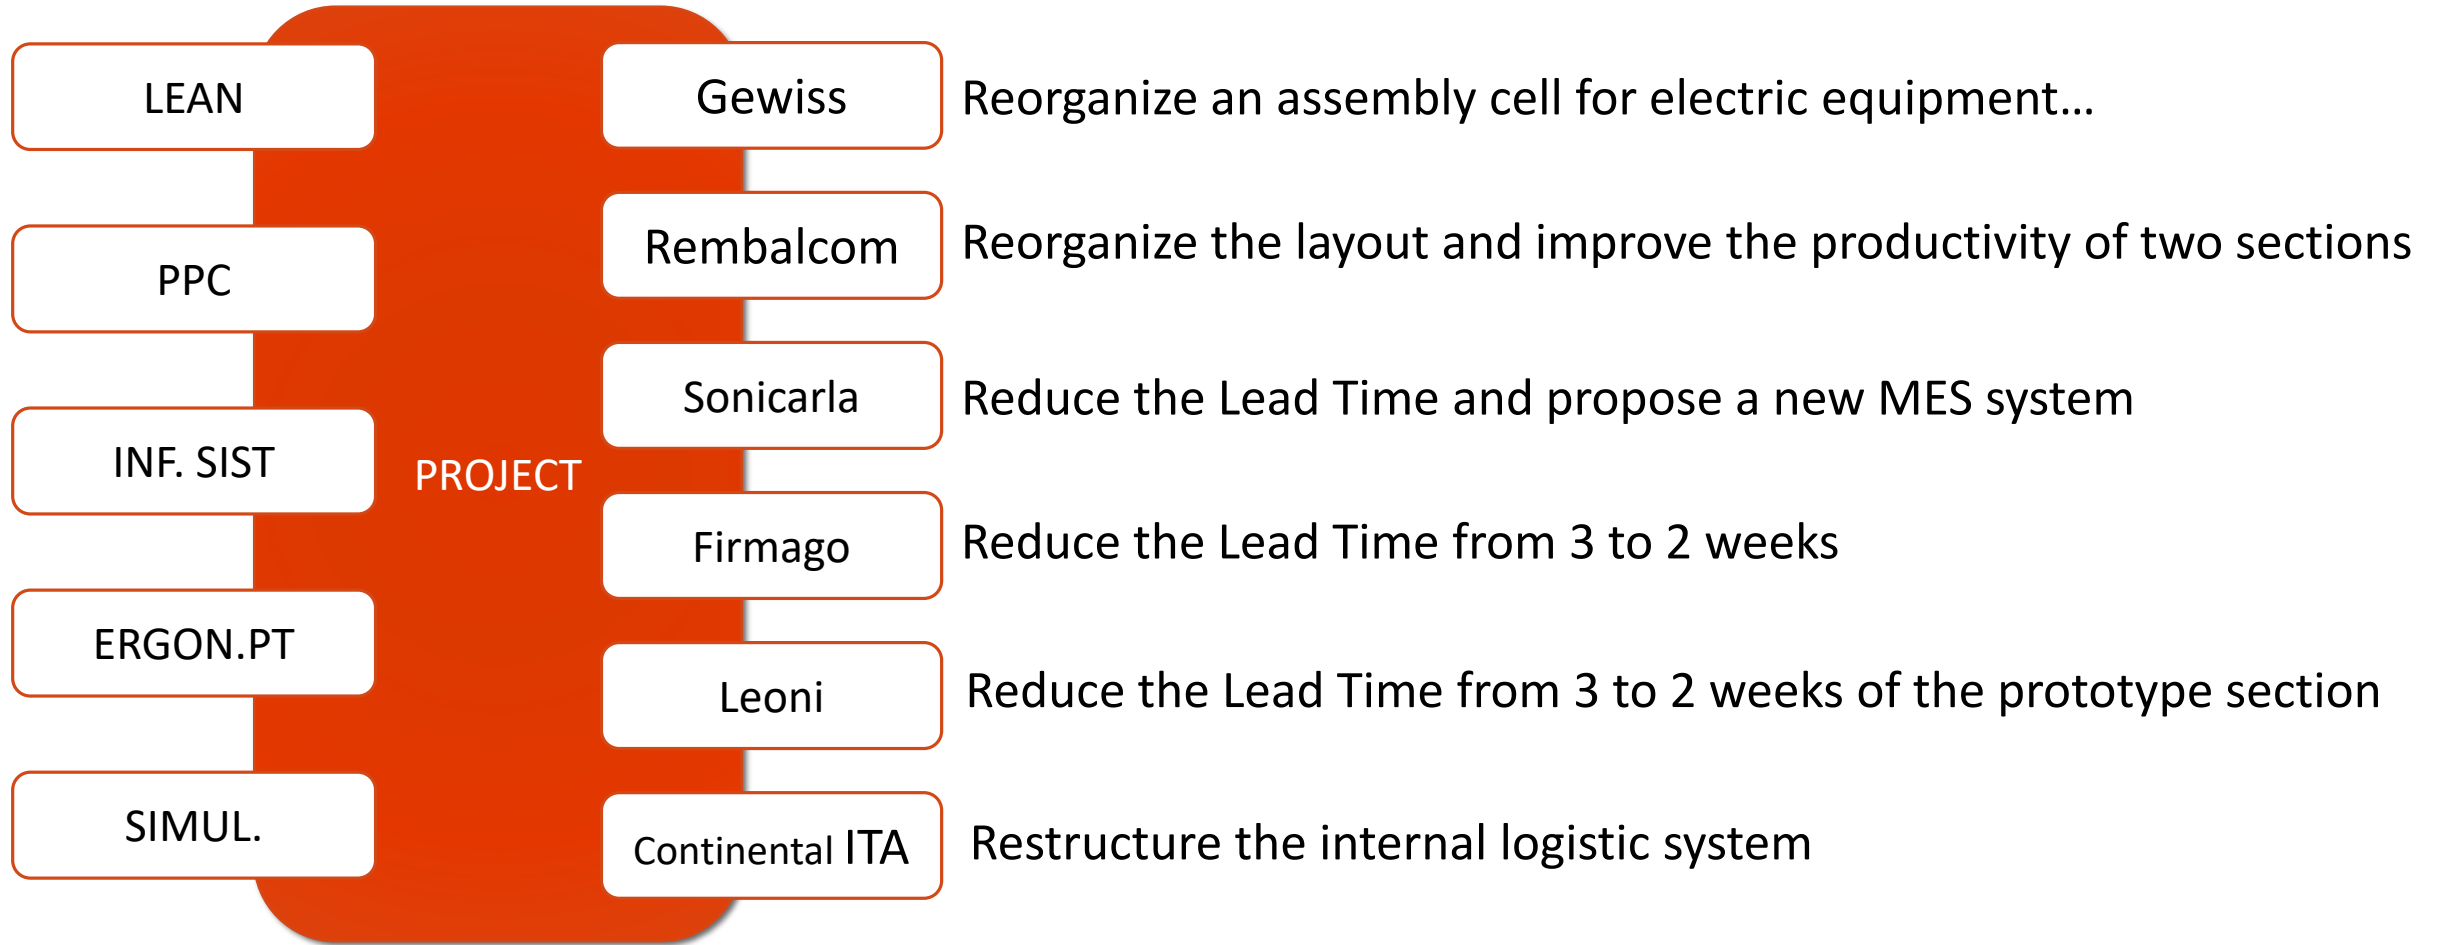 LEAN
PPC
INF. SIST
ERGON.PT
SIMUL.
PROJECT
Gewiss
Reorganize an assembly cell for electric equipment...
Rembalcom
Reorganize the layout and improve the productivity of two sections
Sonicarla
Reduce the Lead Time and propose a new MES system
Firmago
Reduce the Lead Time from 3 to 2 weeks
Leoni
Reduce the Lead Time from 3 to 2 weeks of the prototype section
Continental ITA
Restructure the internal logistic system